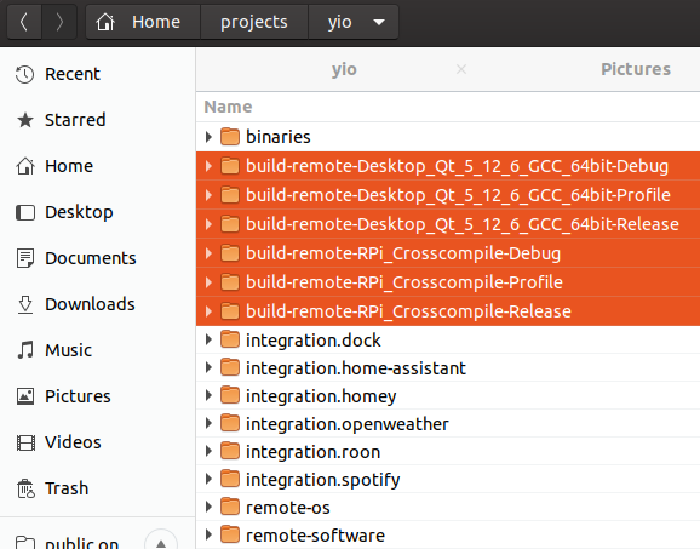 Home projects yio
Recent
Starred
Home
Desktop
Documents
Downloads
Music
Pictures
Videos
Trash
public on
yio Pictures
Name
binaries
build-remote-Desktop_Qt_5_12_6_GCC_64bit-Debug
build-remote-Desktop_Qt_5_12_6_GCC_64bit-Profile
build-remote-Desktop_Qt_5_12_6_GCC_64bit-Release
build-remote-RPi_Crosscompile-Debug
build-remote-RPi_Crosscompile-Profile
build-remote-RPi_Crosscompile-Release
integration.dock
integration.home-assistant
integration.homey
integration.openweather
integration.roon
integration.spotify
remote-os
remote-software